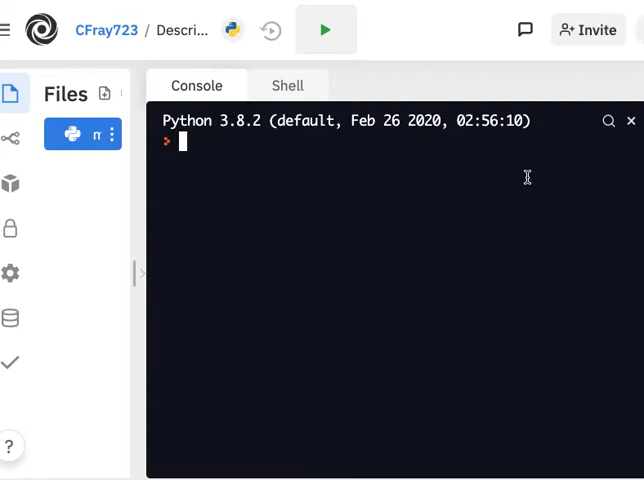 CFray723 / Descri...
Invite
Files
m
Console
Shell
Python 3.8.2 (default, Feb 26 2020, 02:56:10)
?